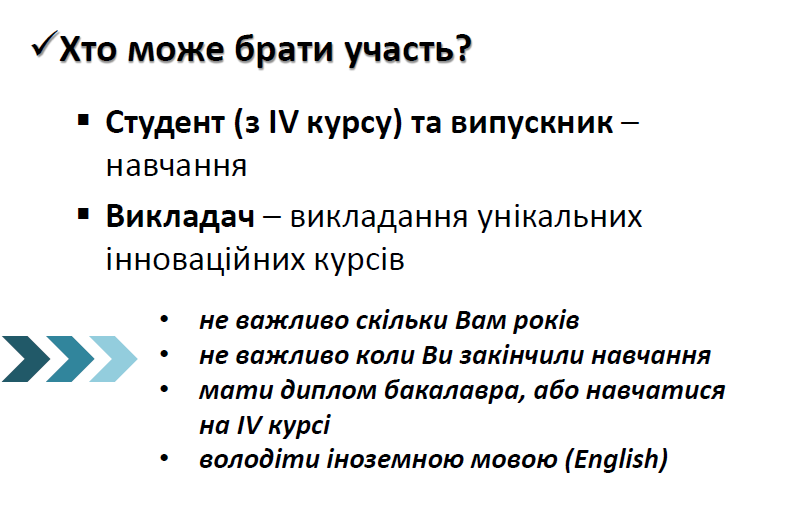 ✓Хто може брати участь?
▪ Студент (з IV курсу) та випускник –
навчання
▪ Викладач – викладання унікальних
інноваційних курсів
• не важливо скільки Вам років
• не важливо коли Ви закінчили навчання
• мати диплом бакалавра, або навчатися
на IV курсі
• володіти іноземною мовою (English)